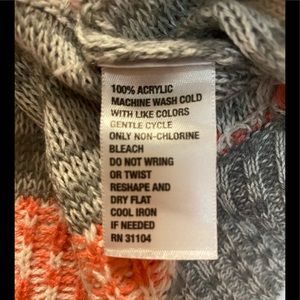 100% ACRYLIC
MACHINE WASH COLD
WITH LIKE COLORS
GENTLE CYCLE
ONLY NON-CHLORINE
BLEACH
DO NOT WRING
OR TWIST
RESHAPE AND
DRY FLAT
COOL IRON
IF NEEDED
RN 31104